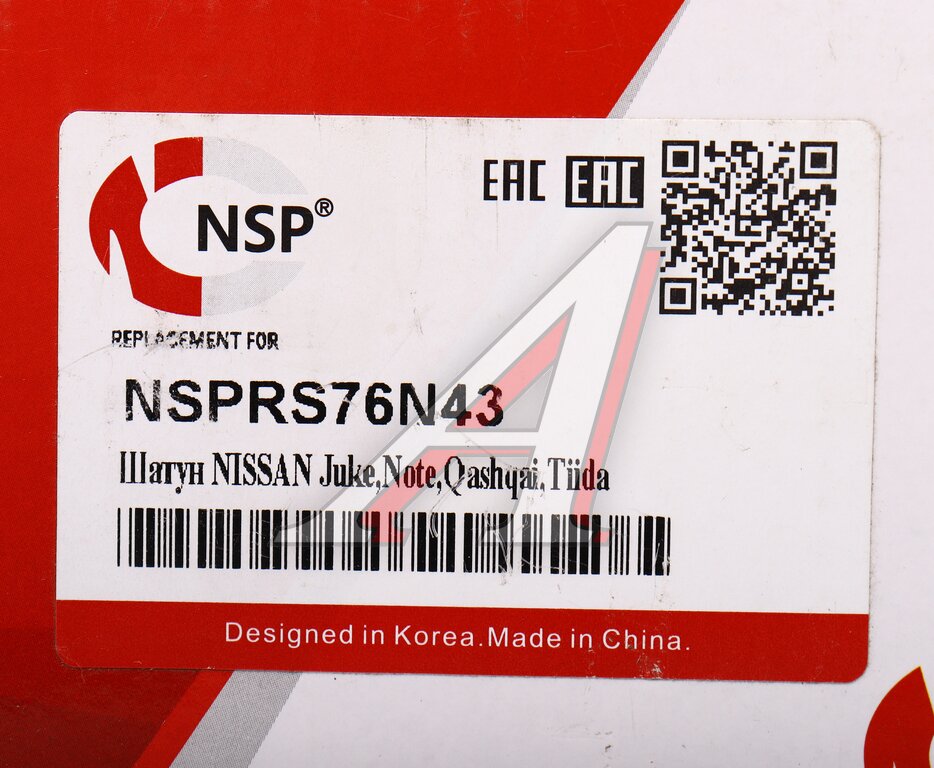 NSP®
EAC EAC
REPLACEMENT FOR
NSPRS76N43
Шатун NISSAN Juke,Note,Qashqai,Tiida
Designed in Korea.Made in China.